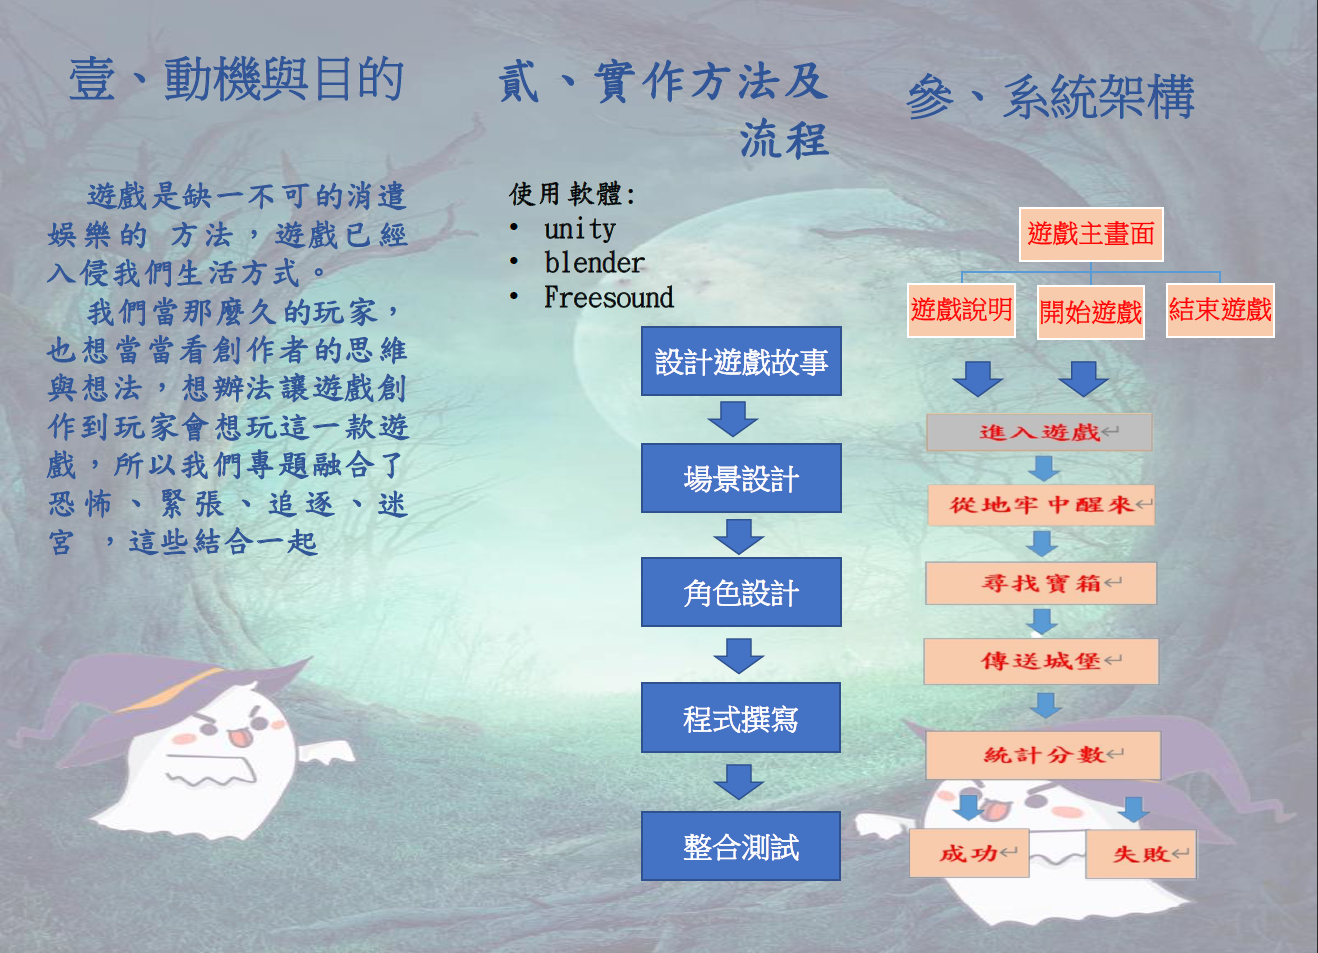 壹、動機與目的
遊戲是缺一不可的消遣
娛樂的 方法，遊戲已經
入侵我們生活方式。
我們當那麼久的玩家，
也想當當看創作者的思維
與想法，想辦法讓遊戲創
作到玩家會想玩這一款遊
戲，所以我們專題融合了
恐怖、緊張、追逐、迷
宮 ，這些結合一起
貳、實作方法及
流程
使用軟體:
• unity
• blender
• Freesound
設計遊戲故事
場景設計
角色設計
程式撰寫
整合測試
參、系統架構
遊戲主畫面
遊戲說明
開始遊戲
結束遊戲
進入遊戲↵
從地牢中醒來↵
尋找寶箱↵
傳送城堡↵
統計分數↵
成功↵
失敗↵